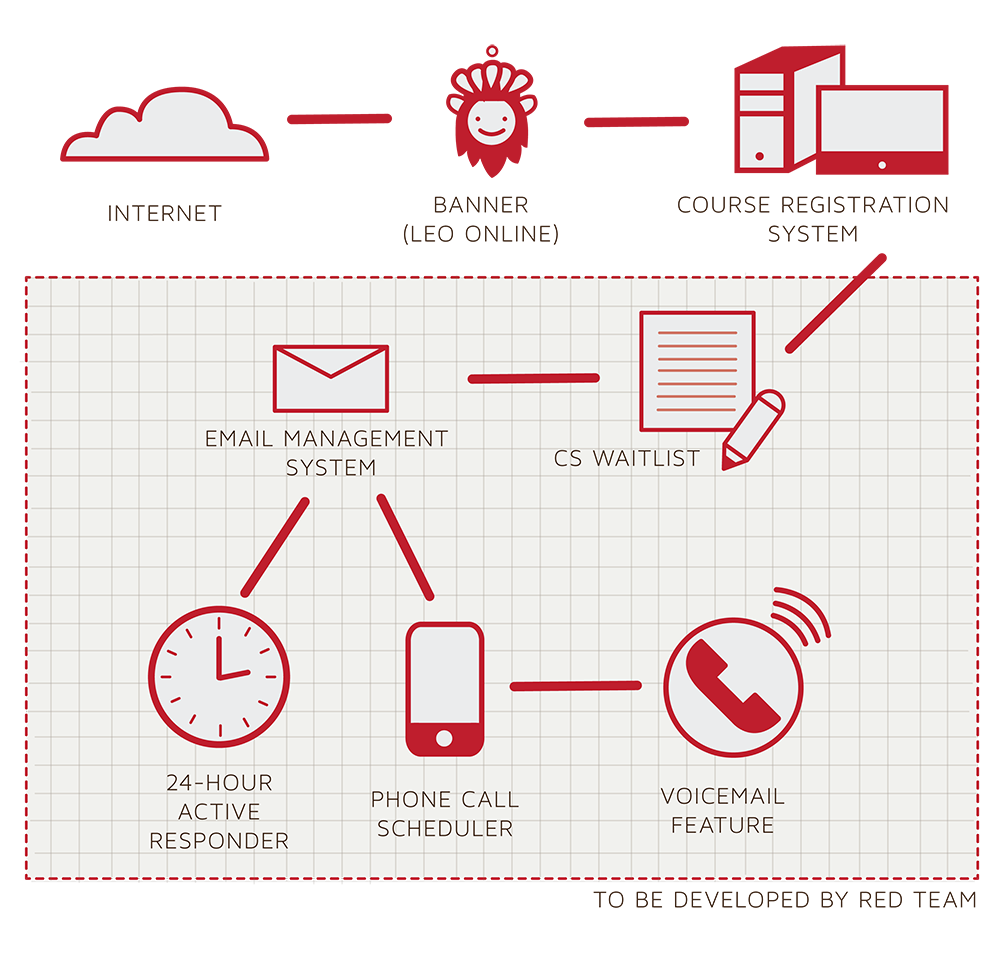 INTERNET
BANNER
(LEO ONLINE)
COURSE REGISTRATION
SYSTEM
EMAIL MANAGEMENT
SYSTEM
CS WAITLIST
24-HOUR
ACTIVE
RESPONDER
PHONE CALL
SCHEDULER
VOICEMAIL
FEATURE
TO BE DEVELOPED BY RED TEAM